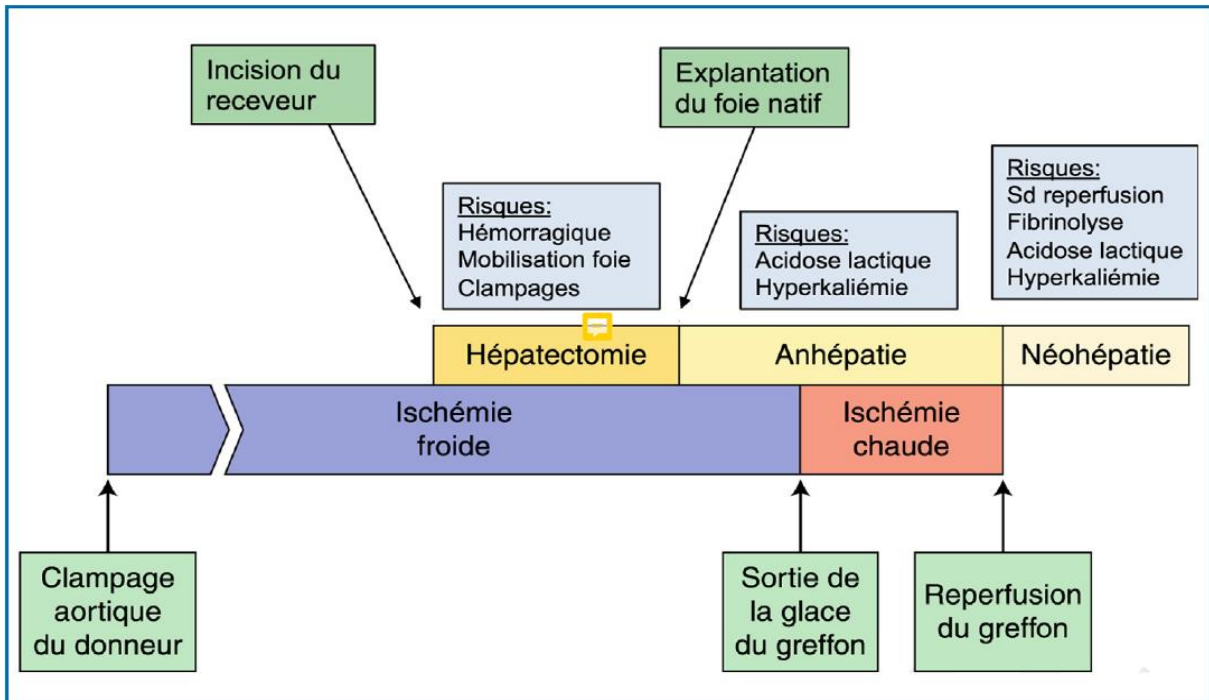 Incision du
receveur
Explantation
du foie natif
Risques:
Hémorragique
Mobilisation foie
Clampages
Risques:
Acidose lactique
Hyperkaliémie
Risques:
Sd reperfusion
Fibrinolyse
Acidose lactique
Hyperkaliémie
Hépatectomie
Anhépatie
Néohépatie
Ischémie
froide
Ischémie
chaude
Clampage
aortique
du donneur
Sortie de
la glace
du greffon
Reperfusion
du greffon